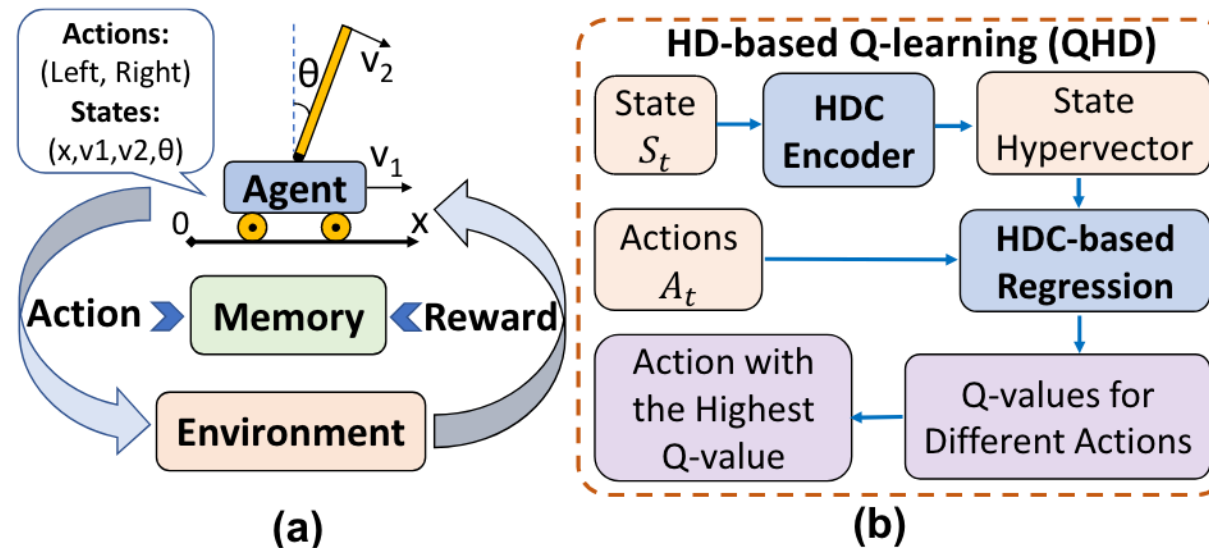 Actions:
(Left, Right)
States:
(x,v1,v2,θ)
θ
v₂
v₁
Agent
0
x
Action
Memory
Reward
Environment
(a)
HD-based Q-learning (QHD)
State
Sₜ
HDC
Encoder
State
Hypervector
Actions
Aₜ
HDC-based
Regression
Action with
the Highest
Q-value
Q-values for
Different Actions
(b)